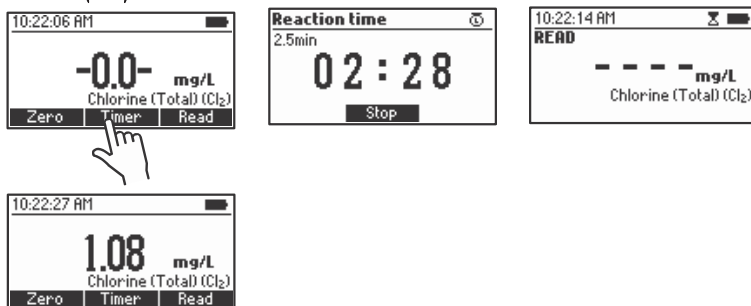 10:22:06 AM
-0.0- mg/L
Chlorine (Total) (Cl₂)
Zero Timer Read
Reaction time
2.5min
02:28
Stop
10:22:14 AM
READ
---- mg/L
Chlorine (Total) (Cl₂)
10:22:27 AM
1.08 mg/L
Chlorine (Total) (Cl₂)
Zero Timer Read